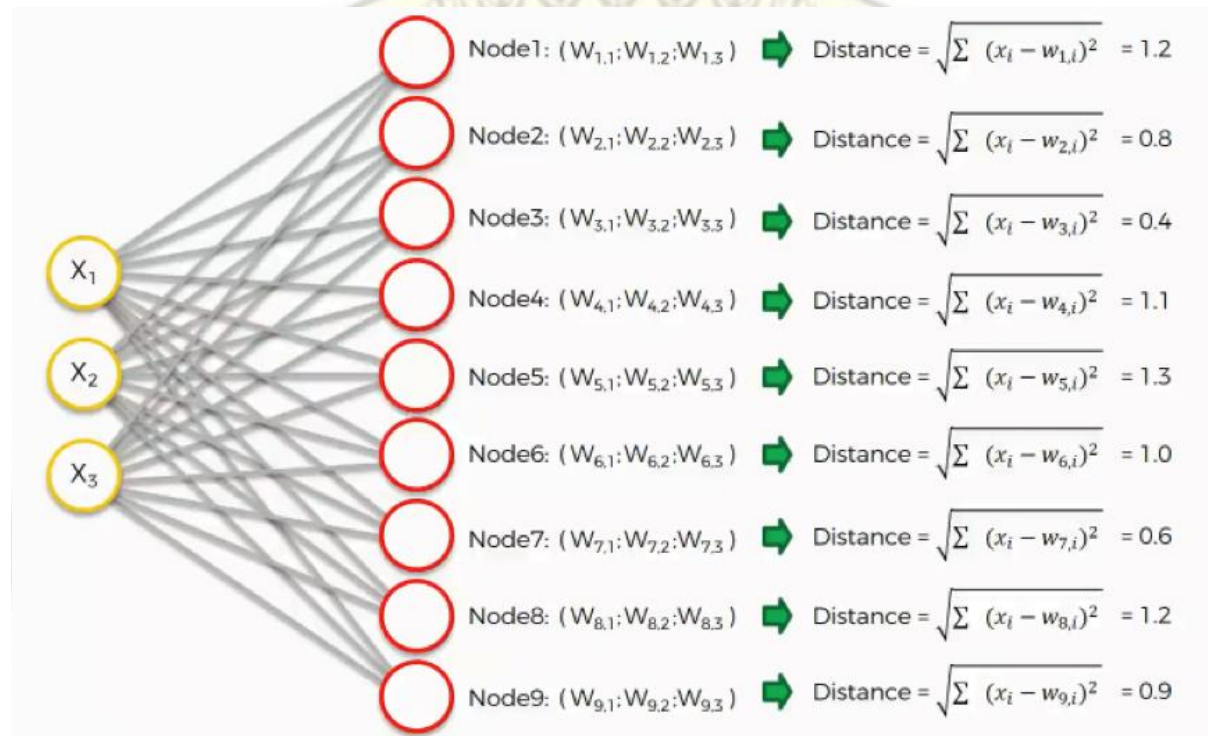 Node1: (W1,1;W1,2;W1,3) Distance = √Σ (xi − w1,i)² = 1.2
Node2: (W2,1;W2,2;W2,3) Distance = √Σ (xi − w2,i)² = 0.8
Node3: (W3,1;W3,2;W3,3) Distance = √Σ (xi − w3,i)² = 0.4
X1
Node4: (W4,1;W4,2;W4,3) Distance = √Σ (xi − w4,i)² = 1.1
X2
Node5: (W5,1;W5,2;W5,3) Distance = √Σ (xi − w5,i)² = 1.3
Node6: (W6,1;W6,2;W6,3) Distance = √Σ (xi − w6,i)² = 1.0
X3
Node7: (W7,1;W7,2;W7,3) Distance = √Σ (xi − w7,i)² = 0.6
Node8: (W8,1;W8,2;W8,3) Distance = √Σ (xi − w8,i)² = 1.2
Node9: (W9,1;W9,2;W9,3) Distance = √Σ (xi − w9,i)² = 0.9